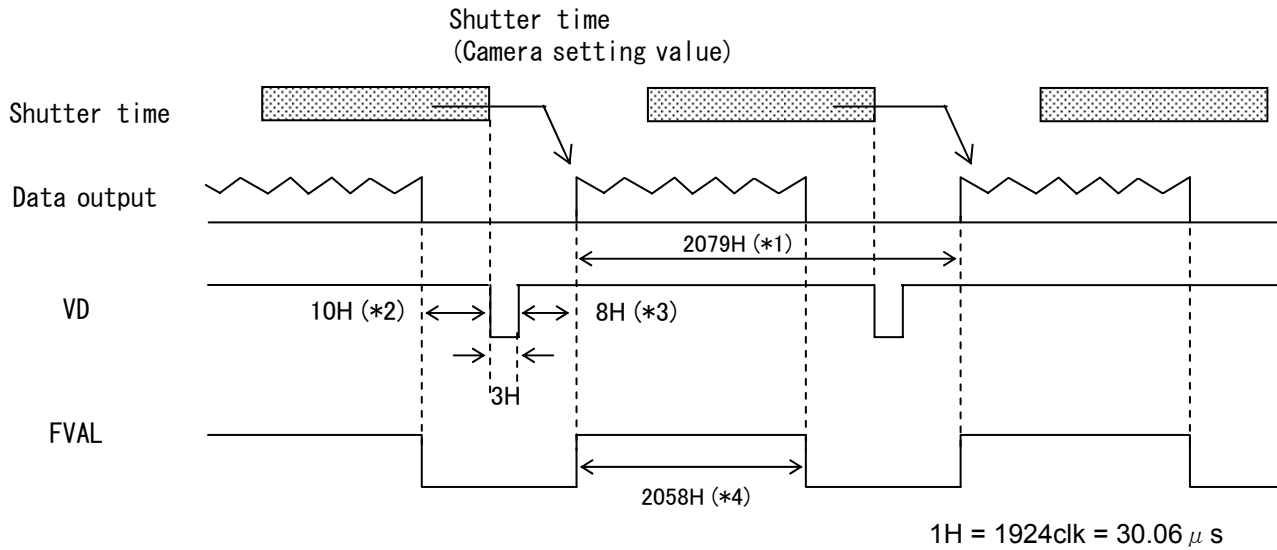 Shutter time
(Camera setting value)
Shutter time
Data output
2079H (*1)
VD
10H (*2)
8H (*3)
3H
FVAL
2058H (*4)
1H = 1924clk = 30.06 μ s